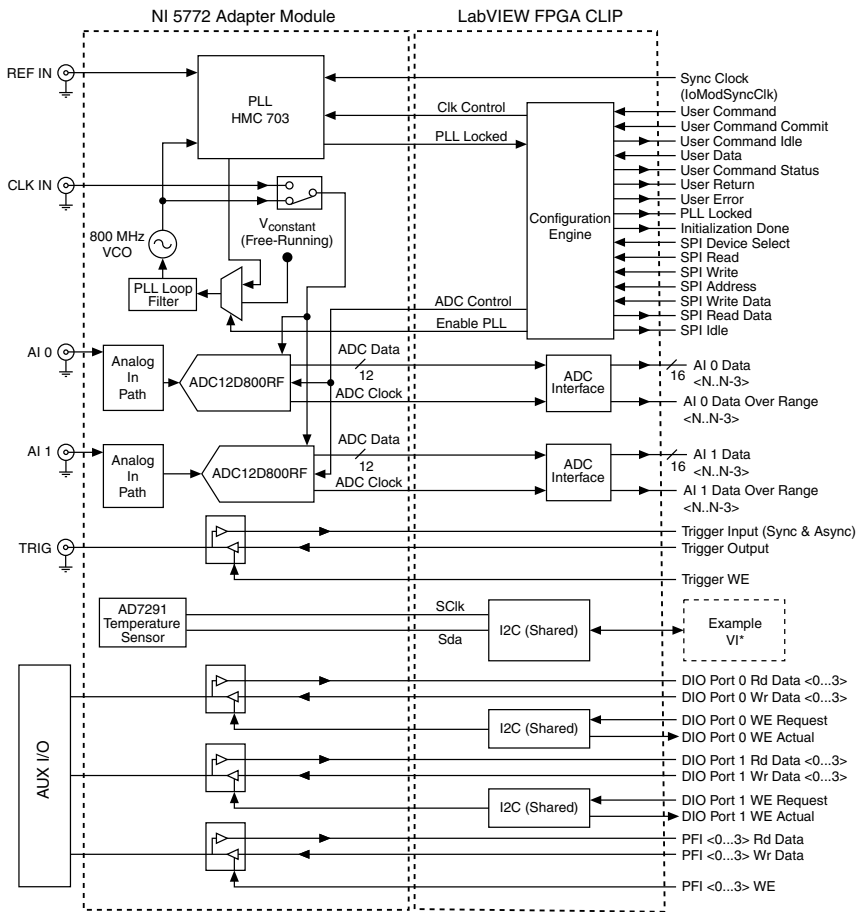 NI 5772 Adapter Module
LabVIEW FPGA CLIP
REF IN
PLL
HMC 703
Sync Clock
(IoModSyncClk)
Clk Control
PLL Locked
User Command
User Command Commit
User Command Idle
User Data
User Command Status
User Return
User Error
PLL Locked
Initialization Done
SPI Device Select
SPI Read
SPI Write
SPI Address
SPI Write Data
SPI Read Data
SPI Idle
Configuration
Engine
CLK IN
Vconstant
(Free-Running)
800 MHz
VCO
PLL Loop
Filter
ADC Control
Enable PLL
AI 0
Analog
In
Path
ADC12D800RF
ADC Data
12
ADC Clock
ADC
Interface
16
AI 0 Data
<N..N-3>
AI 0 Data Over Range
<N..N-3>
AI 1
Analog
In
Path
ADC12D800RF
ADC Data
12
ADC Clock
ADC
Interface
16
AI 1 Data
<N..N-3>
AI 1 Data Over Range
<N..N-3>
TRIG
Trigger Input (Sync & Async)
Trigger Output
Trigger WE
AD7291
Temperature
Sensor
SClk
Sda
I2C (Shared)
Example
VI*
AUX I/O
DIO Port 0 Rd Data <0...3>
DIO Port 0 Wr Data <0...3>
I2C (Shared)
DIO Port 0 WE Request
DIO Port 0 WE Actual
DIO Port 1 Rd Data <0...3>
DIO Port 1 Wr Data <0...3>
I2C (Shared)
DIO Port 1 WE Request
DIO Port 1 WE Actual
PFI <0...3> Rd Data
PFI <0...3> Wr Data
PFI <0...3> WE